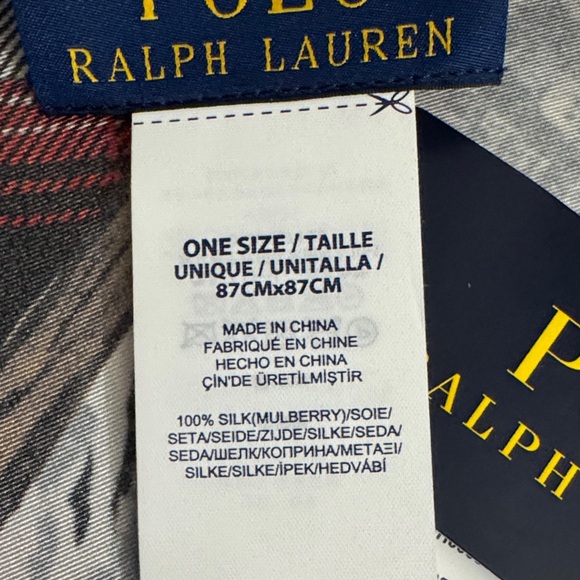 POLO
RALPH LAUREN
ONE SIZE / TAILLE
UNIQUE / UNITALLA /
87CMx87CM
MADE IN CHINA
FABRIQUÉ EN CHINE
HECHO EN CHINA
ÇİN'DE ÜRETİLMİŞTİR
100% SILK(MULBERRY)/SOIE/
SETA/SEIDE/ZIJDE/SILKE/SEDA/
SEDA/ШЕЛК/КОПРИНА/ΜΕΤΑΞΙ/
SILKE/SILKE/İPEK/HEDVÁBÍ
P
ALPH